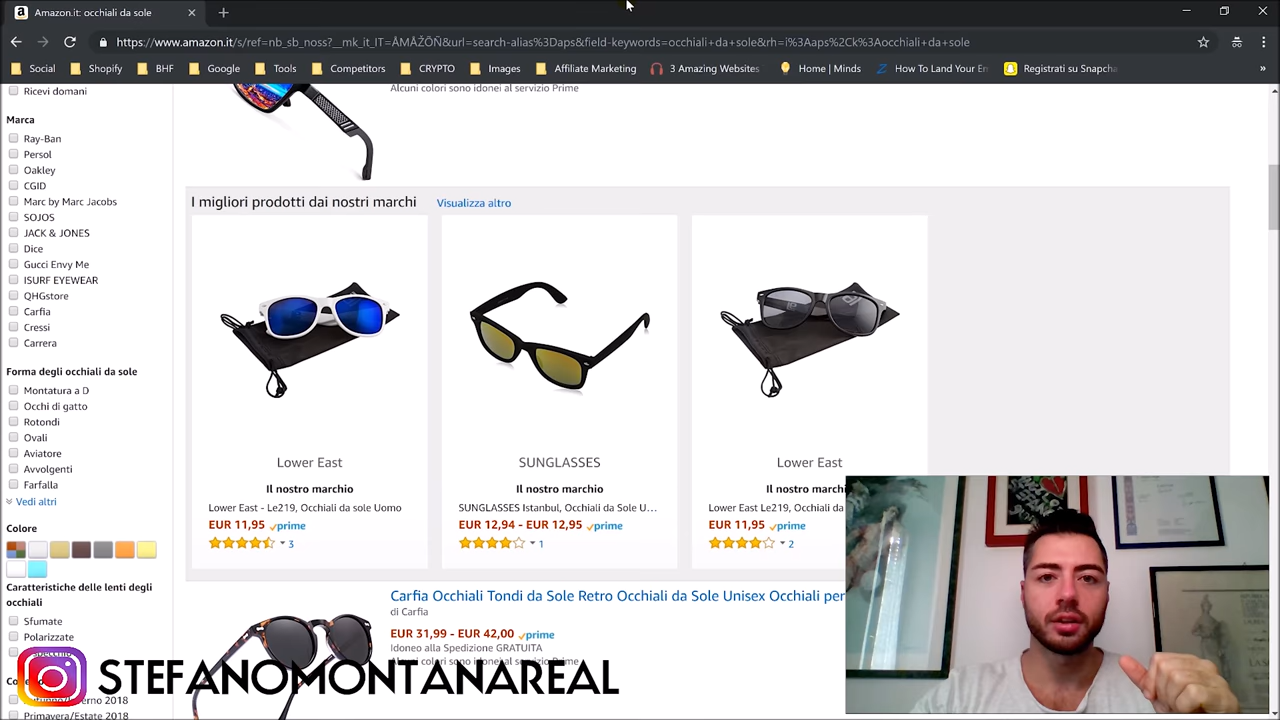 Amazon.it: occhiali da sole
https://www.amazon.it/s/ref=nb_sb_noss?__mk_it_IT=ÅMÅŽÕÑ&url=search-alias%3Daps&field-keywords=occhiali+da+sole&rh=i%3Aaps%2Ck%3Aocchiali+da+sole
Social
Shopify
BHF
Google
Tools
Competitors
CRYPTO
Images
Affiliate Marketing
3 Amazing Websites
Home | Minds
How To Land Your En
Registrati su Snapcha
»
Ricevi domani
Marca
Ray-Ban
Persol
Oakley
CGID
Marc by Marc Jacobs
SOJOS
JACK & JONES
Dice
Gucci Envy Me
ISURF EYEWEAR
QHGstore
Carfia
Cressi
Carrera
Forma degli occhiali da sole
Montatura a D
Occhi di gatto
Rotondi
Ovali
Aviatore
Avvolgenti
Farfalla
Vedi altri
Colore
Caratteristiche delle lenti degli
occhiali
Sfumate
Polarizzate
2018
Primavera/Estate 2018
Alcuni colori sono idonei al servizio Prime
I migliori prodotti dai nostri marchi
Visualizza altro
Lower East
Il nostro marchio
Lower East - Le219, Occhiali da sole Uomo
EUR 11,95 prime
3
SUNGLASSES
Il nostro marchio
SUNGLASSES Istanbul, Occhiali da Sole U...
EUR 12,94 - EUR 12,95 prime
1
Lower East
Il nostro march
Lower East Le219, Occhiali da
EUR 11,95 prime
2
Carfia Occhiali Tondi da Sole Retro Occhiali da Sole Unisex Occhiali per
di Carfia
EUR 31,99 - EUR 42,00 prime
Idoneo alla Spedizione GRATUITA
Alcuni colori sono idonei al servizio Prime
STEFANOMONTANAREAL